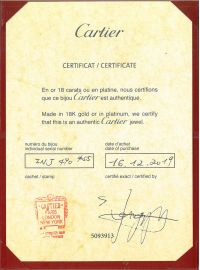 Cartier
CERTIFICAT / CERTIFICATE
En or 18 carats ou en platine, nous certifions
que ce bijou Cartier est authentique.
Made in 18K gold or in platinum, we certify
that this is an authentic Cartier jewel.
numéro du bijou
individual serial number
date d'achat
date of purchase
16.12.2019
cachet / stamp
certifié exact / certified by
CARTIER
PARIS
LONDON
NEW YORK
5093913